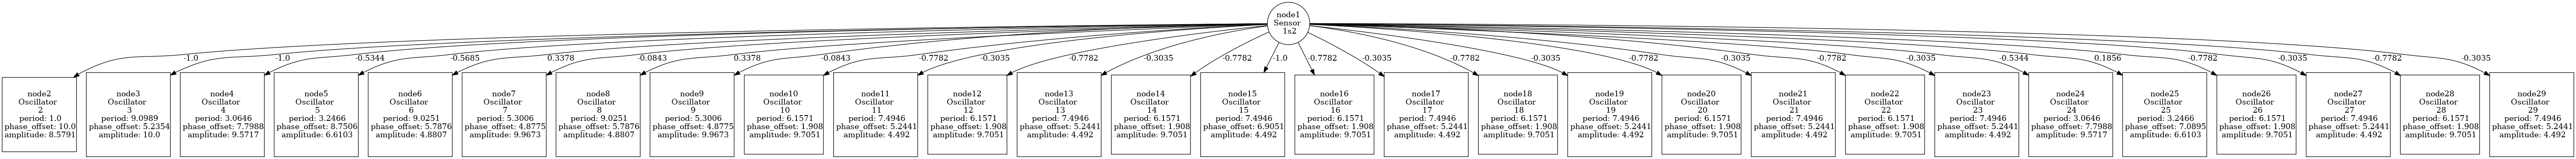 node1
Sensor
1s2
-1.0
-1.0
-0.5344
-0.5685
0.3378
-0.0843
0.3378
-0.0843
-0.7782
-0.3035
-0.7782
-0.3035
-0.7782
-1.0
-0.7782
-0.3035
-0.7782
-0.3035
-0.7782
-0.3035
-0.7782
-0.3035
-0.5344
0.1856
-0.7782
-0.3035
-0.7782
-0.3035
node2
Oscillator
2
period: 1.0
phase_offset: 10.0
amplitude: 8.5791
node3
Oscillator
3
period: 9.0989
phase_offset: 5.2354
amplitude: 10.0
node4
Oscillator
4
period: 3.0646
phase_offset: 7.7988
amplitude: 9.5717
node5
Oscillator
5
period: 3.2466
phase_offset: 8.7506
amplitude: 6.6103
node6
Oscillator
6
period: 9.0251
phase_offset: 5.7876
amplitude: 4.8807
node7
Oscillator
7
period: 5.3006
phase_offset: 4.8775
amplitude: 9.9673
node8
Oscillator
8
period: 9.0251
phase_offset: 5.7876
amplitude: 4.8807
node9
Oscillator
9
period: 5.3006
phase_offset: 4.8775
amplitude: 9.9673
node10
Oscillator
10
period: 6.1571
phase_offset: 1.908
amplitude: 9.7051
node11
Oscillator
11
period: 7.4946
phase_offset: 5.2441
amplitude: 4.492
node12
Oscillator
12
period: 6.1571
phase_offset: 1.908
amplitude: 9.7051
node13
Oscillator
13
period: 7.4946
phase_offset: 5.2441
amplitude: 4.492
node14
Oscillator
14
period: 6.1571
phase_offset: 1.908
amplitude: 9.7051
node15
Oscillator
15
period: 7.4946
phase_offset: 6.9051
amplitude: 4.492
node16
Oscillator
16
period: 6.1571
phase_offset: 1.908
amplitude: 9.7051
node17
Oscillator
17
period: 7.4946
phase_offset: 5.2441
amplitude: 4.492
node18
Oscillator
18
period: 6.1571
phase_offset: 1.908
amplitude: 9.7051
node19
Oscillator
19
period: 7.4946
phase_offset: 5.2441
amplitude: 4.492
node20
Oscillator
20
period: 6.1571
phase_offset: 1.908
amplitude: 9.7051
node21
Oscillator
21
period: 7.4946
phase_offset: 5.2441
amplitude: 4.492
node22
Oscillator
22
period: 6.1571
phase_offset: 1.908
amplitude: 9.7051
node23
Oscillator
23
period: 7.4946
phase_offset: 5.2441
amplitude: 4.492
node24
Oscillator
24
period: 3.0646
phase_offset: 7.7988
amplitude: 9.5717
node25
Oscillator
25
period: 3.2466
phase_offset: 7.0895
amplitude: 6.6103
node26
Oscillator
26
period: 6.1571
phase_offset: 1.908
amplitude: 9.7051
node27
Oscillator
27
period: 7.4946
phase_offset: 5.2441
amplitude: 4.492
node28
Oscillator
28
period: 6.1571
phase_offset: 1.908
amplitude: 9.7051
node29
Oscillator
29
period: 7.4946
phase_offset: 5.2441
amplitude: 4.492